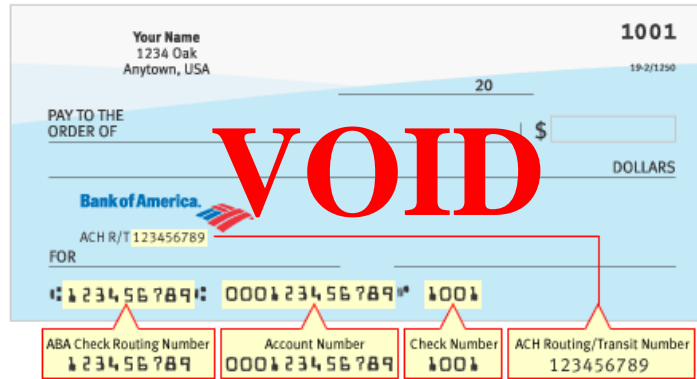 Your Name
1234 Oak
Anytown, USA
1001
19-2/1250
20
PAY TO THE
ORDER OF
$
VOID
DOLLARS
Bank of America.
ACH R/T 123456789
FOR
⑆123456789⑆ 000123456789⑈ 1001
ABA Check Routing Number
123456789
Account Number
000123456789
Check Number
1001
ACH Routing/Transit Number
123456789